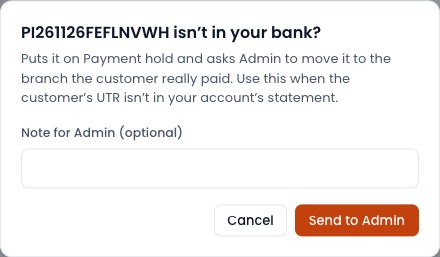 PI261126FEFLNVWH isn’t in your bank?
Puts it on Payment hold and asks Admin to move it to the
branch the customer really paid. Use this when the
customer’s UTR isn’t in your account’s statement.
Note for Admin (optional)
Cancel
Send to Admin